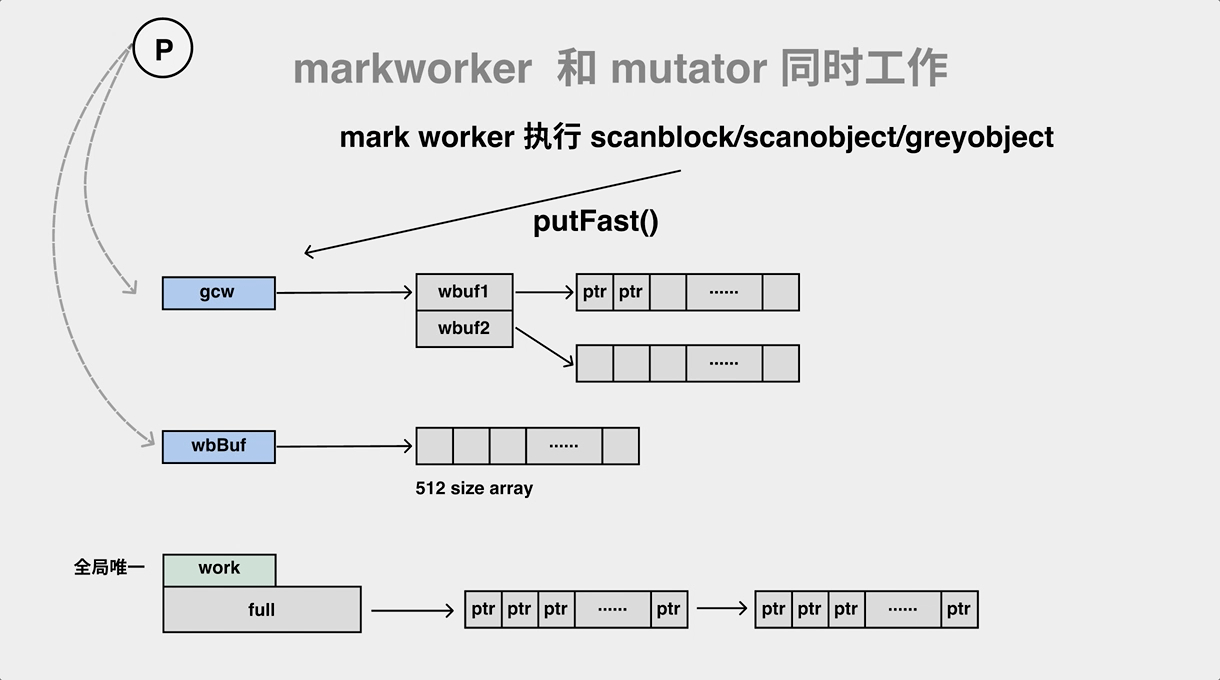 P
markworker 和 mutator 同时工作
mark worker 执行 scanblock/scanobject/greyobject
putFast()
gcw
wbuf1
ptr ptr ......
wbuf2
......
wbBuf
......
512 size array
全局唯一
work
full
ptr ptr ptr ...... ptr
ptr ptr ptr ...... ptr